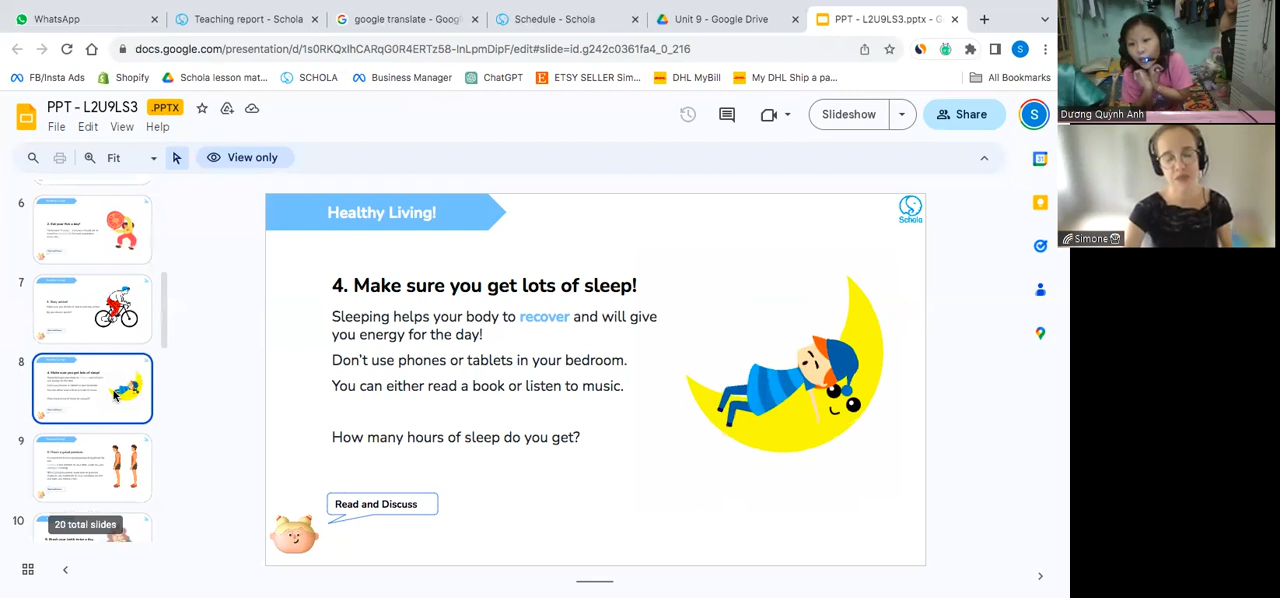 WhatsApp
Teaching report - Schola
google translate - Goog
Schedule - Schola
Unit 9 - Google Drive
PPT - L2U9LS3.pptx - G
docs.google.com/presentation/d/1s0RKQxIhCARqG0R4ERTz58-InLpmDipF/edit#slide=id.g242c0361fa4_0_216
S
FB/Insta Ads
Shopify
Schola lesson mat...
SCHOLA
Business Manager
ChatGPT
ETSY SELLER Sim...
DHL MyBill
My DHL Ship a pa...
All Bookmarks
PPT - L2U9LS3
.PPTX
File Edit View Help
Slideshow
Share
S
Fit
View only
6
7
8
9
10
20 total slides
Healthy Living!
Schola
4. Make sure you get lots of sleep!
Sleeping helps your body to recover and will give
you energy for the day!
Don't use phones or tablets in your bedroom.
You can either read a book or listen to music.
How many hours of sleep do you get?
Read and Discuss
31
Dương Quỳnh Anh
Simone